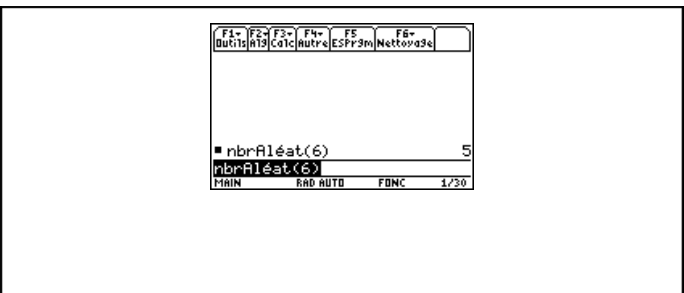 F1▾ F2▾ F3▾ F4▾ F5 F6▾
Outils Alg Calc Autre ESPrgm Nettoyage
■ nbrAléat(6) 5
nbrAléat(6)
MAIN RAD AUTO FONC 1/30